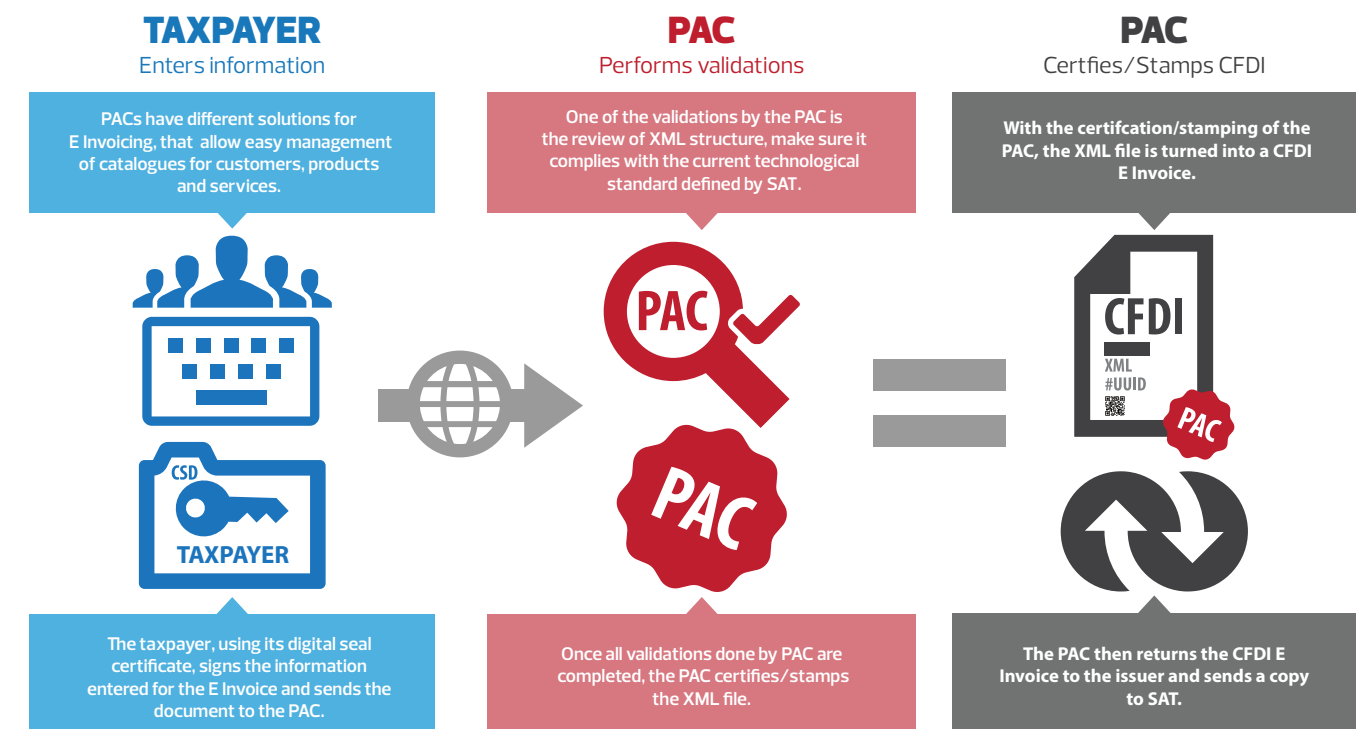 TAXPAYER
Enters information
PACs have different solutions for
E Invoicing, that allow easy management
of catalogues for customers, products
and services.
CSD
TAXPAYER
The taxpayer, using its digital seal
certificate, signs the information
entered for the E Invoice and sends the
document to the PAC.
PAC
Performs validations
One of the validations by the PAC is
the review of XML structure, make sure it
complies with the current technological
standard defined by SAT.
PAC
PAC
Once all validations done by PAC are
completed, the PAC certifies/stamps
the XML file.
PAC
Certfies/Stamps CFDI
With the certifcation/stamping of the
PAC, the XML file is turned into a CFDI
E Invoice.
CFDI
XML
#UUID
PAC
The PAC then returns the CFDI E
Invoice to the issuer and sends a copy
to SAT.